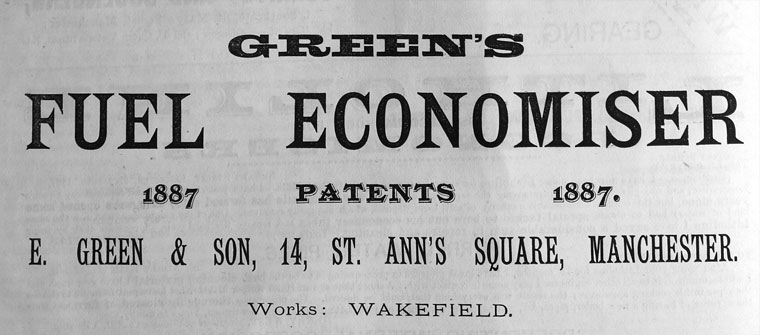 GREEN'S
FUEL ECONOMISER
1887 PATENTS 1887.
E. GREEN & SON, 14, ST. ANN'S SQUARE, MANCHESTER.
Works: WAKEFIELD.